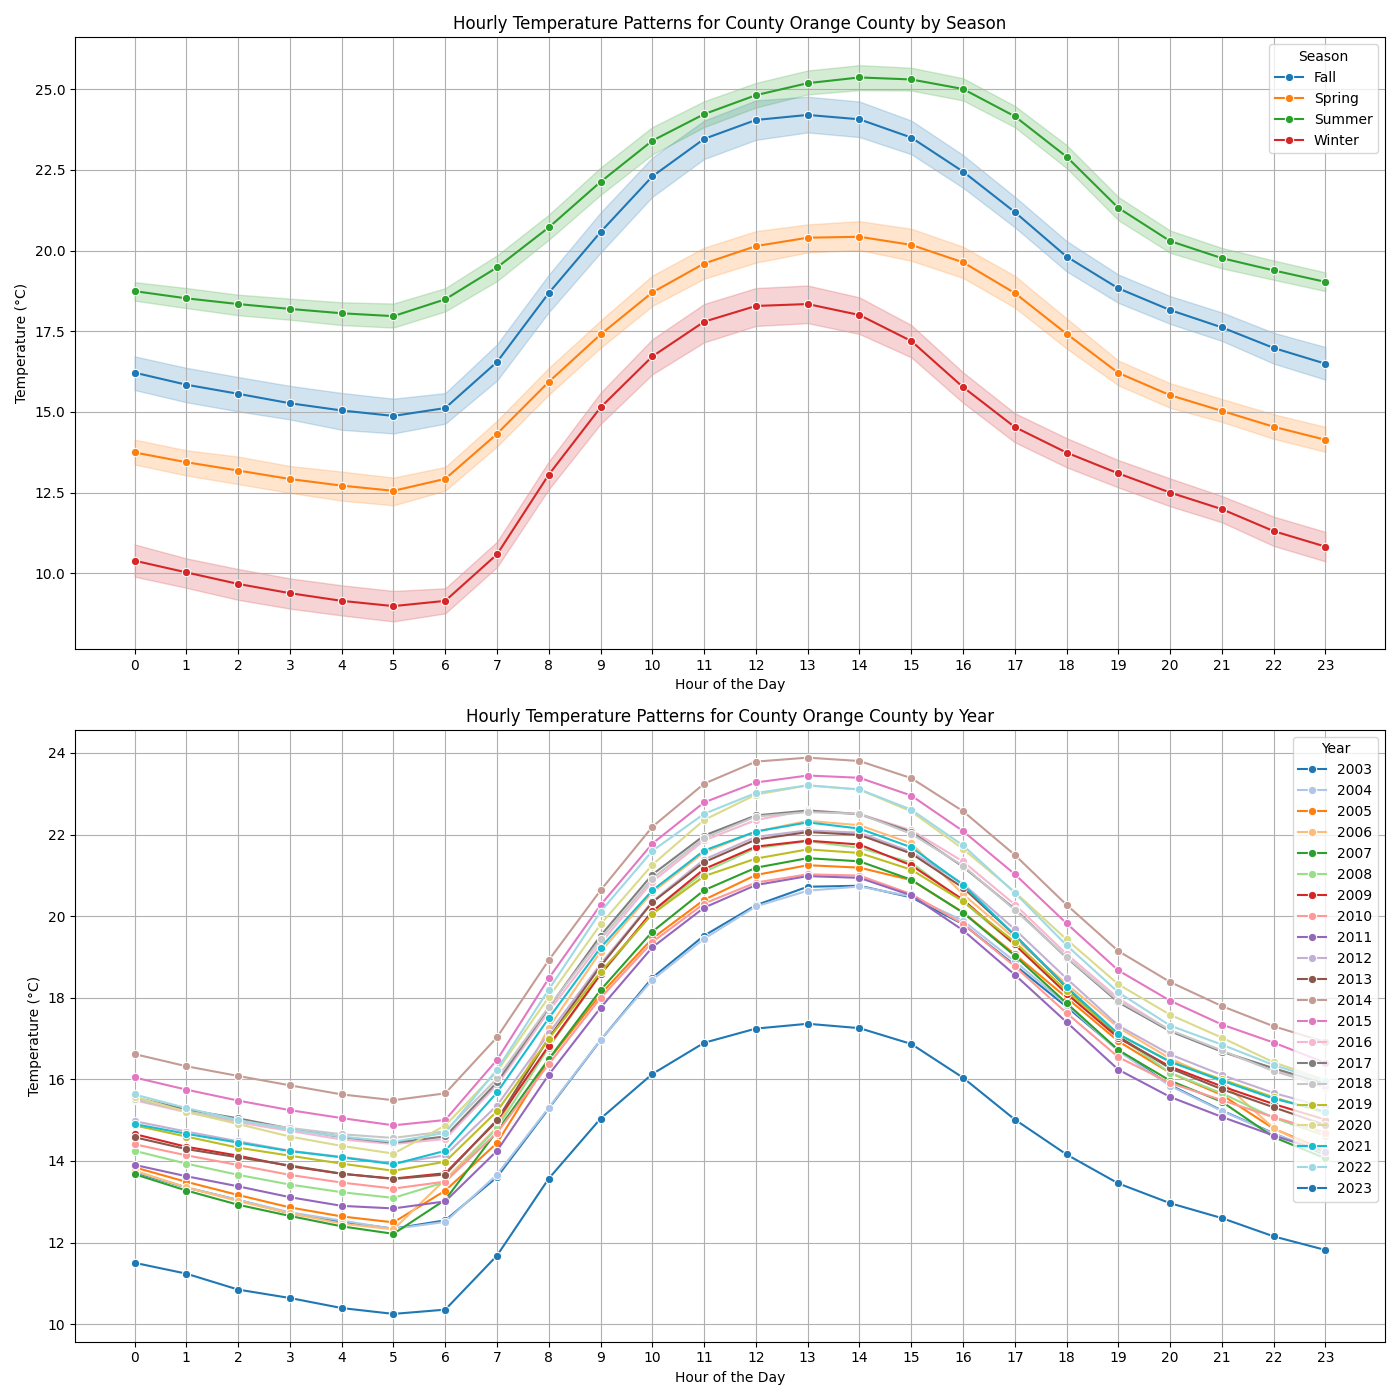 Hourly Temperature Patterns for County Orange County by Season
Temperature (°C)
25.0
22.5
20.0
17.5
15.0
12.5
10.0
Season
Fall
Spring
Summer
Winter
0 1 2 3 4 5 6 7 8 9 10 11 12 13 14 15 16 17 18 19 20 21 22 23
Hour of the Day
Hourly Temperature Patterns for County Orange County by Year
Temperature (°C)
24
22
20
18
16
14
12
10
Year
2003
2004
2005
2006
2007
2008
2009
2010
2011
2012
2013
2014
2015
2016
2017
2018
2019
2020
2021
2022
2023
0 1 2 3 4 5 6 7 8 9 10 11 12 13 14 15 16 17 18 19 20 21 22 23
Hour of the Day